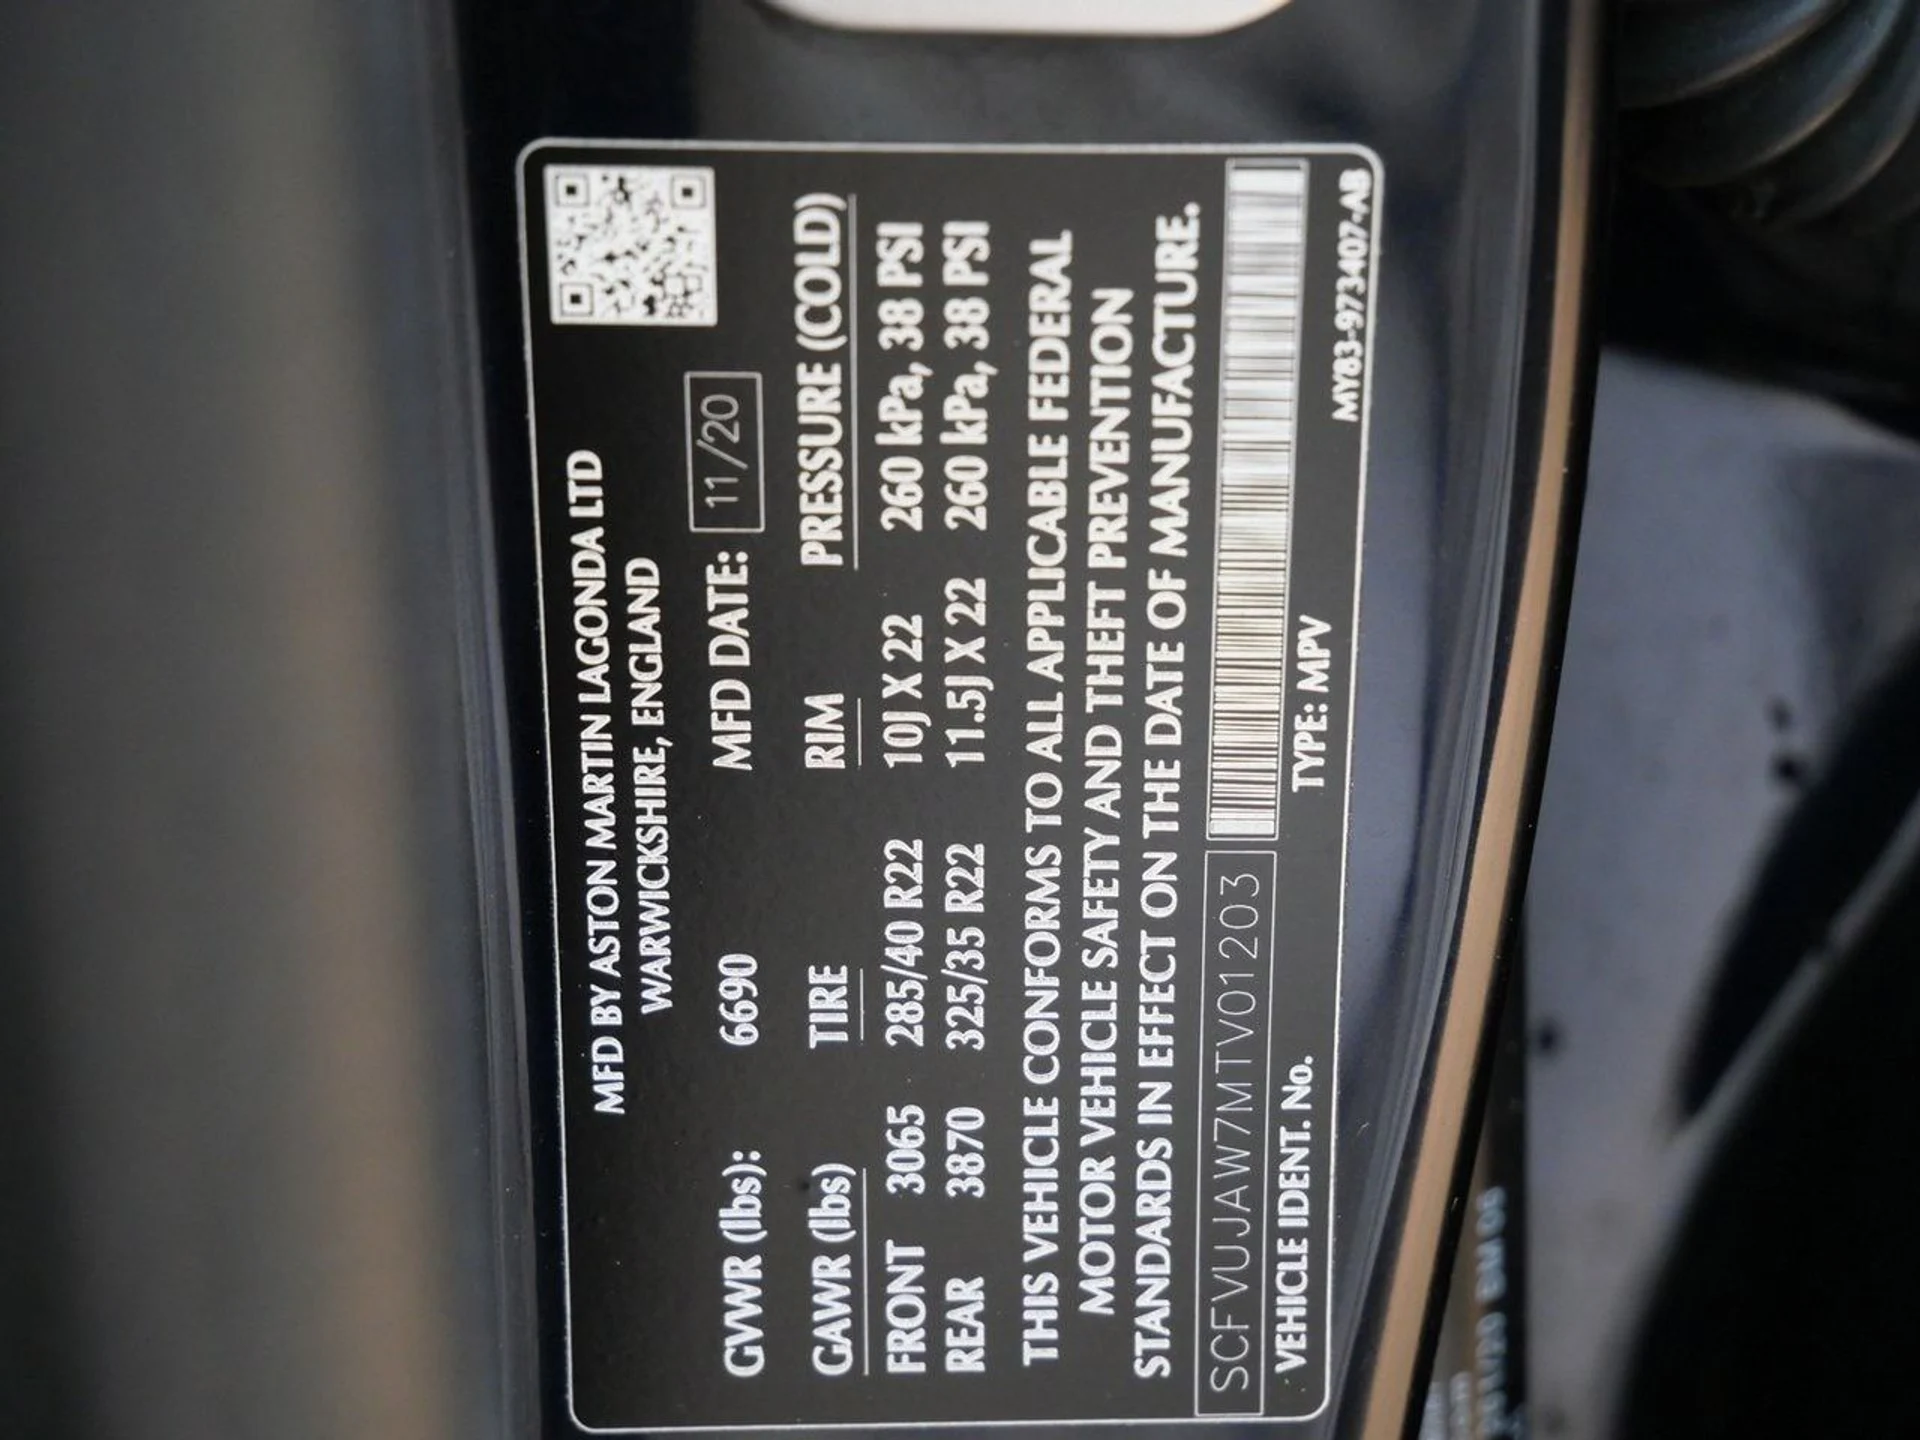 MFD BY ASTON MARTIN LAGONDA LTD
WARWICKSHIRE, ENGLAND
GVWR (lbs): 6690 MFD DATE: 11/20
GAWR (lbs) TIRE RIM PRESSURE (COLD)
FRONT 3065 285/40 R22 10J X 22 260 kPa, 38 PSI
REAR 3870 325/35 R22 11.5J X 22 260 kPa, 38 PSI
THIS VEHICLE CONFORMS TO ALL APPLICABLE FEDERAL
MOTOR VEHICLE SAFETY AND THEFT PREVENTION
STANDARDS IN EFFECT ON THE DATE OF MANUFACTURE.
SCFVUJAW7MTV01203
VEHICLE IDENT. No. TYPE: MPV
MY83-973407-AB